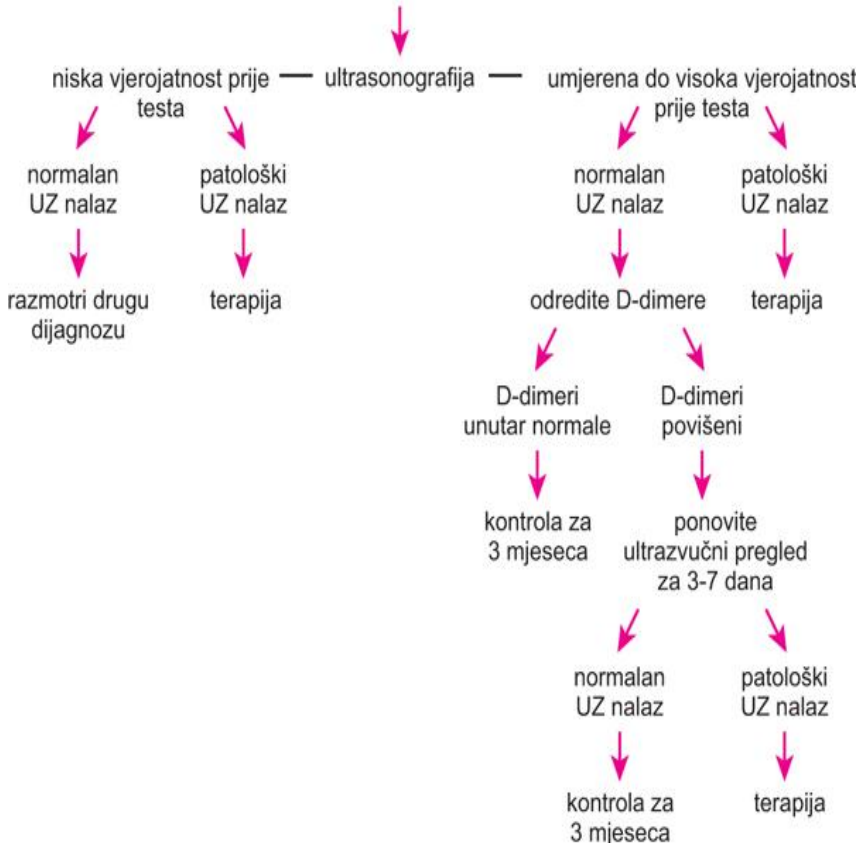 niska vjerojatnost prije
testa
ultrasonografija
umjerena do visoka vjerojatnost
prije testa
normalan
UZ nalaz
patološki
UZ nalaz
normalan
UZ nalaz
patološki
UZ nalaz
razmotri drugu
dijagnozu
terapija
odredite D-dimere
terapija
D-dimeri
unutar normale
D-dimeri
povišeni
kontrola za
3 mjeseca
ponovite
ultrazvučni pregled
za 3-7 dana
normalan
UZ nalaz
patološki
UZ nalaz
kontrola za
3 mjeseca
terapija